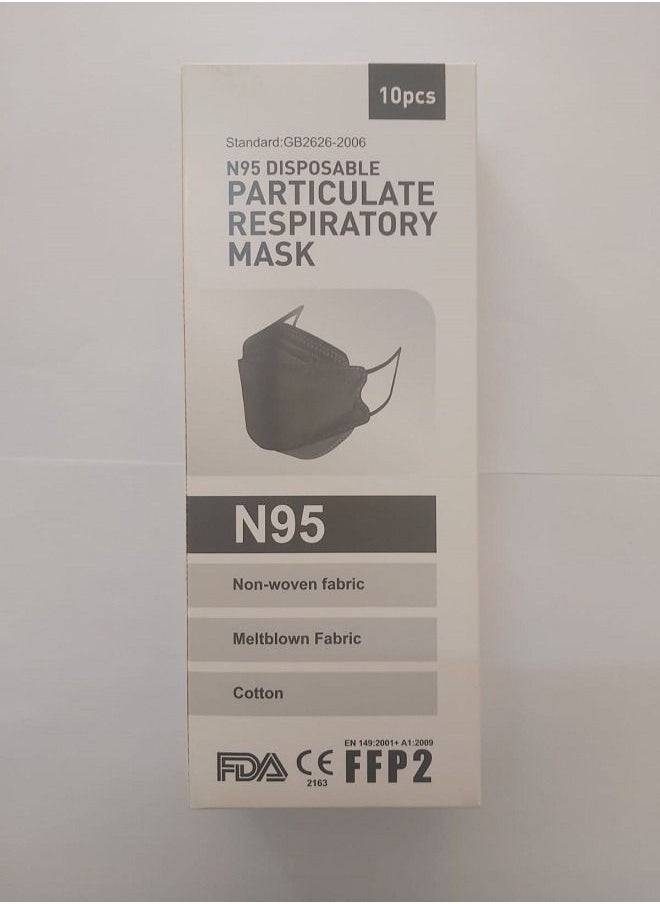 10pcs
Standard:GB2626-2006
N95 DISPOSABLE
PARTICULATE
RESPIRATORY
MASK
N95
Non-woven fabric
Meltblown Fabric
Cotton
EN 149:2001+ A1:2009
FDA CE FFP2
2163